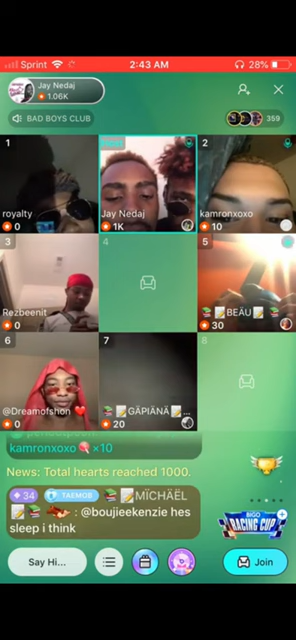 Sprint 2:43 AM 28%
Jay Nedaj
1.06K
BAD BOYS CLUB 359
1
2
royalty
0
Jay Nedaj
1K
kamronxoxo
10
3
4
5
Rezbeenit
0
BEÄU
30
6
7
8
@Dreamofshon
0
GÄPIÄNÄ ...
20
kamronxoxo ×10
News: Total hearts reached 1000.
34 TAEMOB MÏCHÄËL
: @boujieekenzie hes
sleep i think
BIGO
RACING CUP
Say Hi...
Join